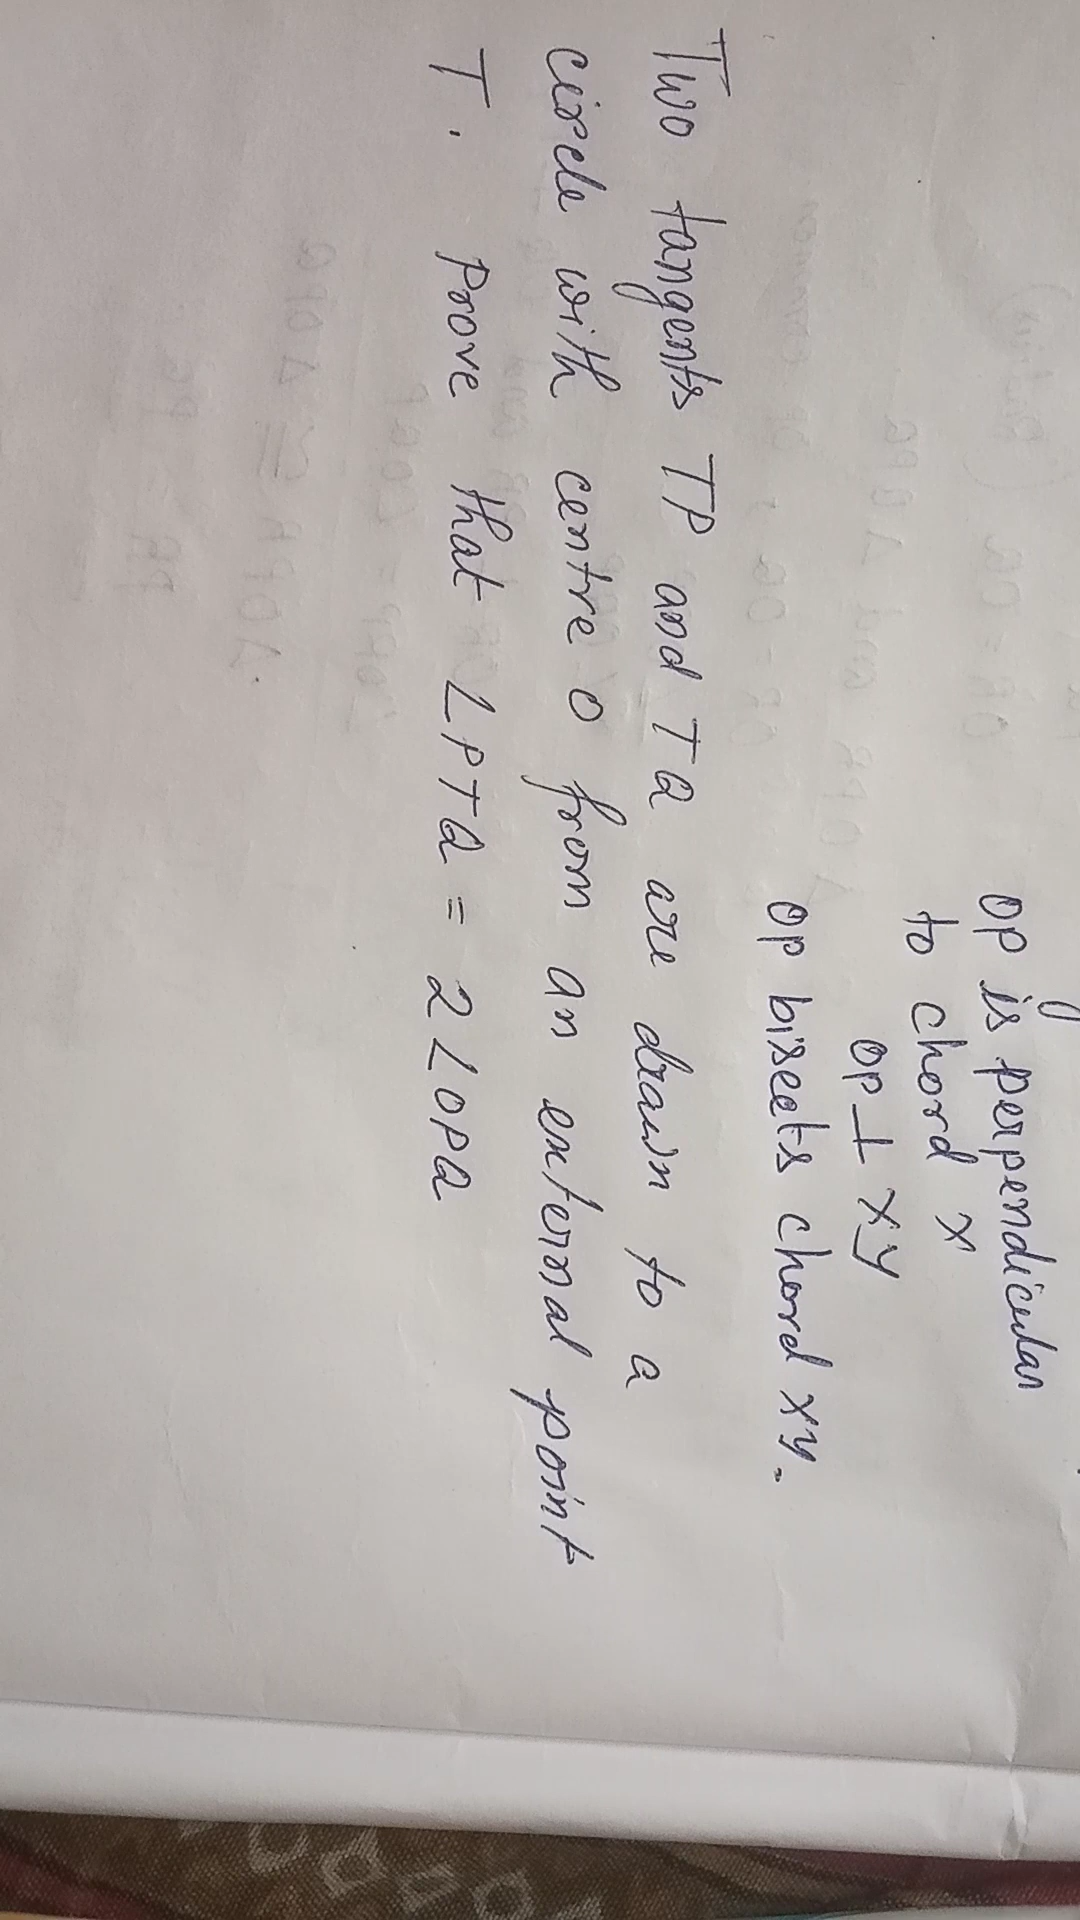 OP is perpendicular
to chord x
OP ⊥ XY
OP bisects chord XY.
Two tangents TP and TQ are drawn to a
circle with centre O from an external point
T. Prove that ∠PTQ = 2∠OPQ